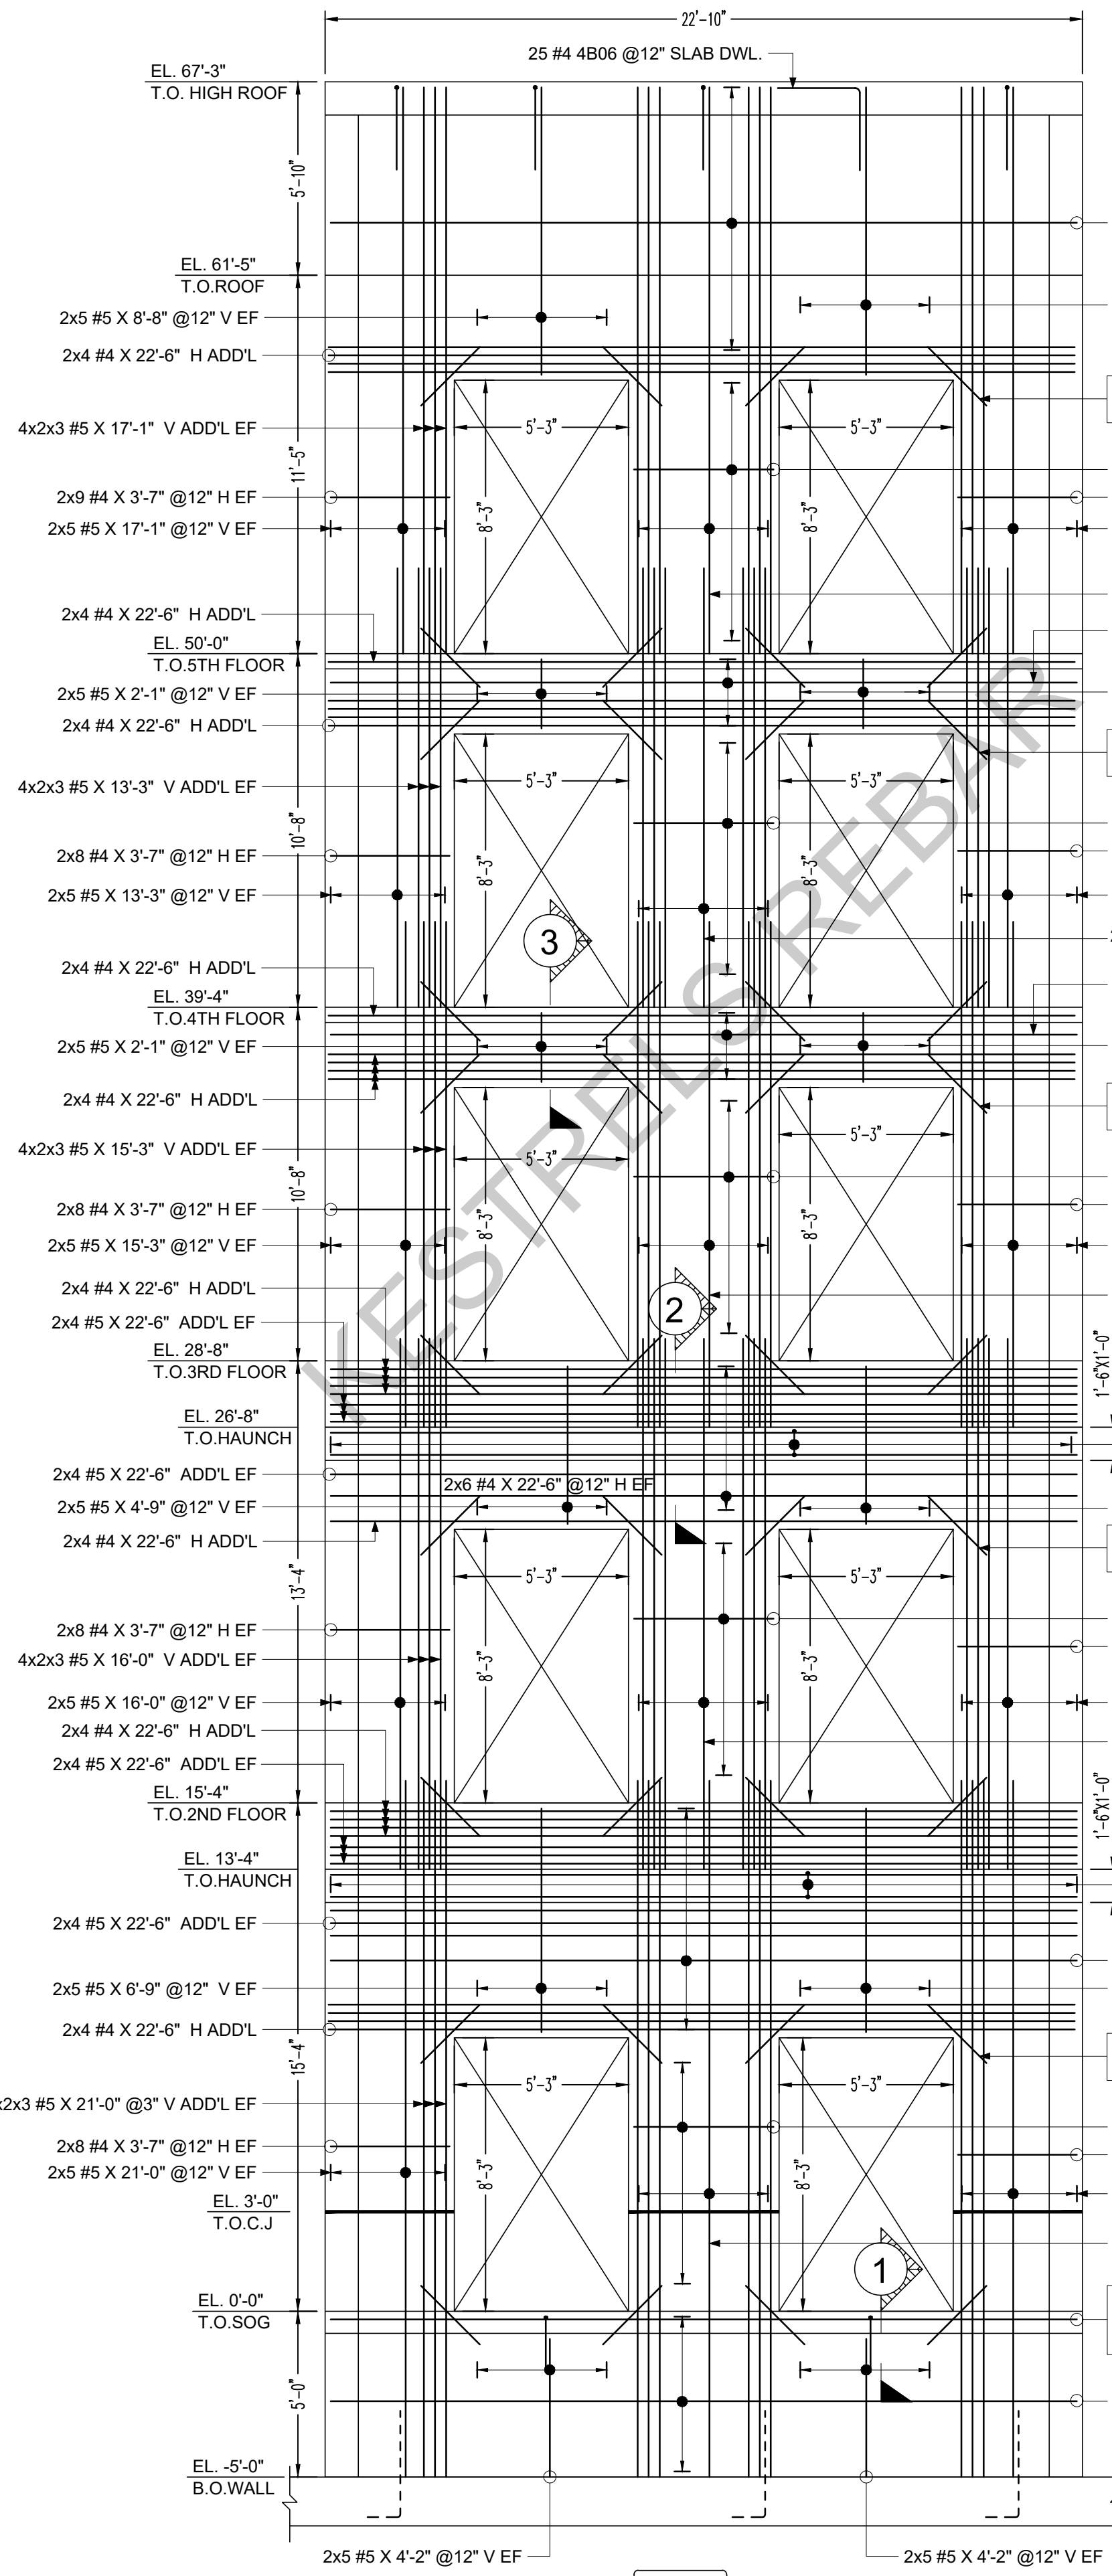 22'-10"
25 #4 4B06 @12" SLAB DWL.
EL. 67'-3"
T.O. HIGH ROOF
5'-10"
EL. 61'-5"
T.O.ROOF
2x5 #5 X 8'-8" @12" V EF
2x4 #4 X 22'-6" H ADD'L
5'-3" 5'-3"
4x2x3 #5 X 17'-1" V ADD'L EF
11'-5"
2x9 #4 X 3'-7" @12" H EF
8'-3" 8'-3"
2x5 #5 X 17'-1" @12" V EF
2x4 #4 X 22'-6" H ADD'L
EL. 50'-0"
T.O.5TH FLOOR
2x5 #5 X 2'-1" @12" V EF
2x4 #4 X 22'-6" H ADD'L
5'-3" 5'-3"
4x2x3 #5 X 13'-3" V ADD'L EF
10'-8"
2x8 #4 X 3'-7" @12" H EF
8'-3" 8'-3"
2x5 #5 X 13'-3" @12" V EF
3
2x4 #4 X 22'-6" H ADD'L
EL. 39'-4"
T.O.4TH FLOOR
2x5 #5 X 2'-1" @12" V EF
2x4 #4 X 22'-6" H ADD'L
5'-3" 5'-3"
4x2x3 #5 X 15'-3" V ADD'L EF
10'-8"
2x8 #4 X 3'-7" @12" H EF
8'-3" 8'-3"
2x5 #5 X 15'-3" @12" V EF
2x4 #4 X 22'-6" H ADD'L
2
2x4 #5 X 22'-6" ADD'L EF
EL. 28'-8"
T.O.3RD FLOOR
1'-6"X1'-0"
EL. 26'-8"
T.O.HAUNCH
2x4 #5 X 22'-6" ADD'L EF
2x6 #4 X 22'-6" @12" H EF
2x5 #5 X 4'-9" @12" V EF
2x4 #4 X 22'-6" H ADD'L
5'-3" 5'-3"
13'-4"
2x8 #4 X 3'-7" @12" H EF
4x2x3 #5 X 16'-0" V ADD'L EF
8'-3" 8'-3"
2x5 #5 X 16'-0" @12" V EF
2x4 #4 X 22'-6" H ADD'L
2x4 #5 X 22'-6" ADD'L EF
EL. 15'-4"
T.O.2ND FLOOR
1'-6"X1'-0"
EL. 13'-4"
T.O.HAUNCH
2x4 #5 X 22'-6" ADD'L EF
2x5 #5 X 6'-9" @12" V EF
2x4 #4 X 22'-6" H ADD'L
15'-4"
5'-3" 5'-3"
x2x3 #5 X 21'-0" @3" V ADD'L EF
2x8 #4 X 3'-7" @12" H EF
2x5 #5 X 21'-0" @12" V EF
8'-3" 8'-3"
EL. 3'-0"
T.O.C.J
1
EL. 0'-0"
T.O.SOG
5'-0"
EL. -5'-0"
B.O.WALL
2x5 #5 X 4'-2" @12" V EF
2x5 #5 X 4'-2" @12" V EF
KESTRELS REBAR